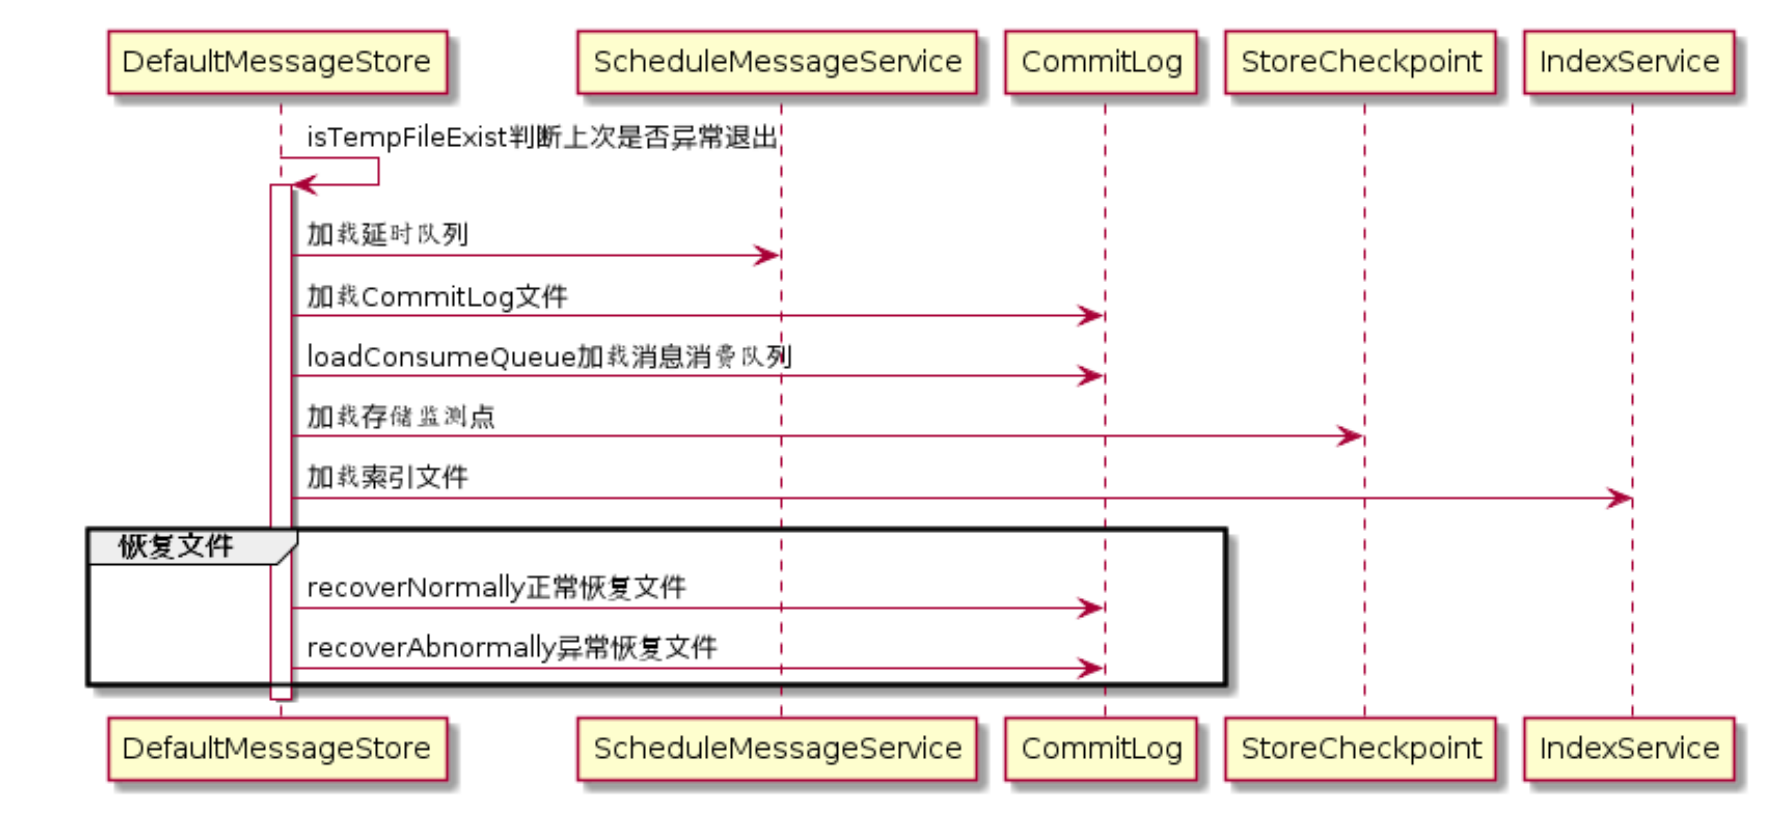 DefaultMessageStore ScheduleMessageService CommitLog StoreCheckpoint IndexService
isTempFileExist判断上次是否异常退出
加载延时队列
加载CommitLog文件
loadConsumeQueue加载消息消费队列
加载存储监测点
加载索引文件
恢复文件
recoverNormally正常恢复文件
recoverAbnormally异常恢复文件
DefaultMessageStore ScheduleMessageService CommitLog StoreCheckpoint IndexService